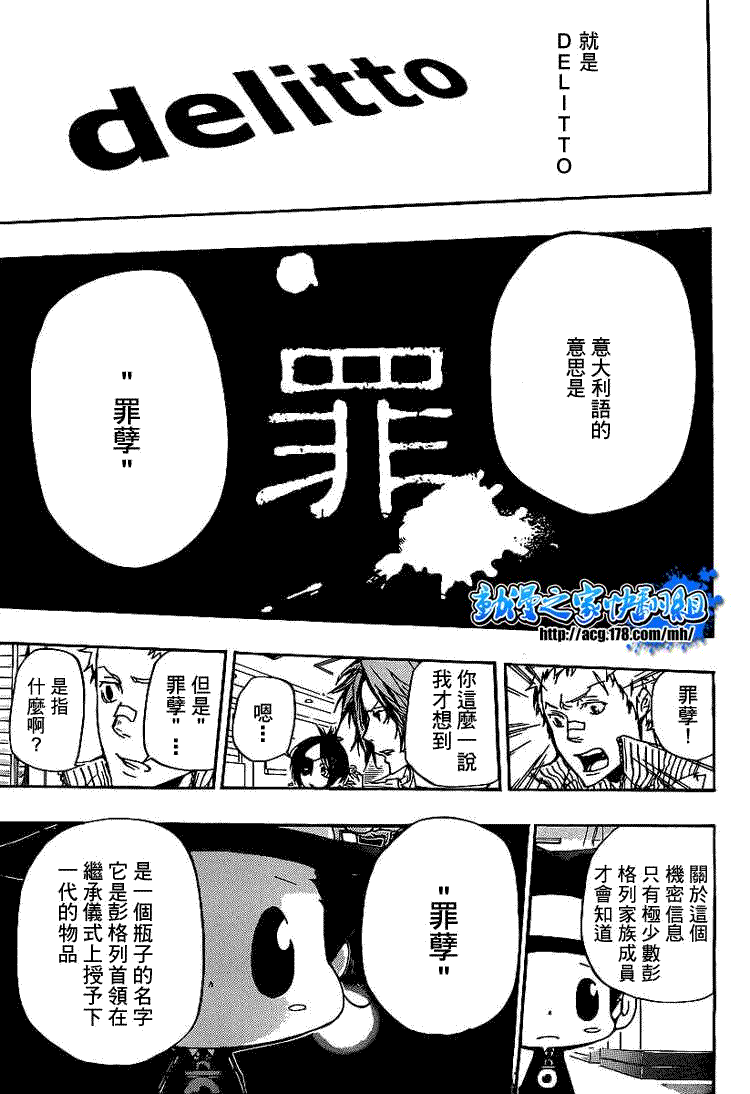 就是
DELITTO
delitto
意大利語的
意思是
罪
"罪孽"
動漫之家快翻組
http://acg.178.com/mh/
罪孽！
你這麼一說
我才想到
嗯…
但是"
罪孽"…
是指
什麼啊？
關於這個
機密信息
只有極少數彭
格列家族成員
才會知道
"罪孽"
是一個瓶子的名字
它是彭格列首領在
繼承儀式上授予下
一代的物品